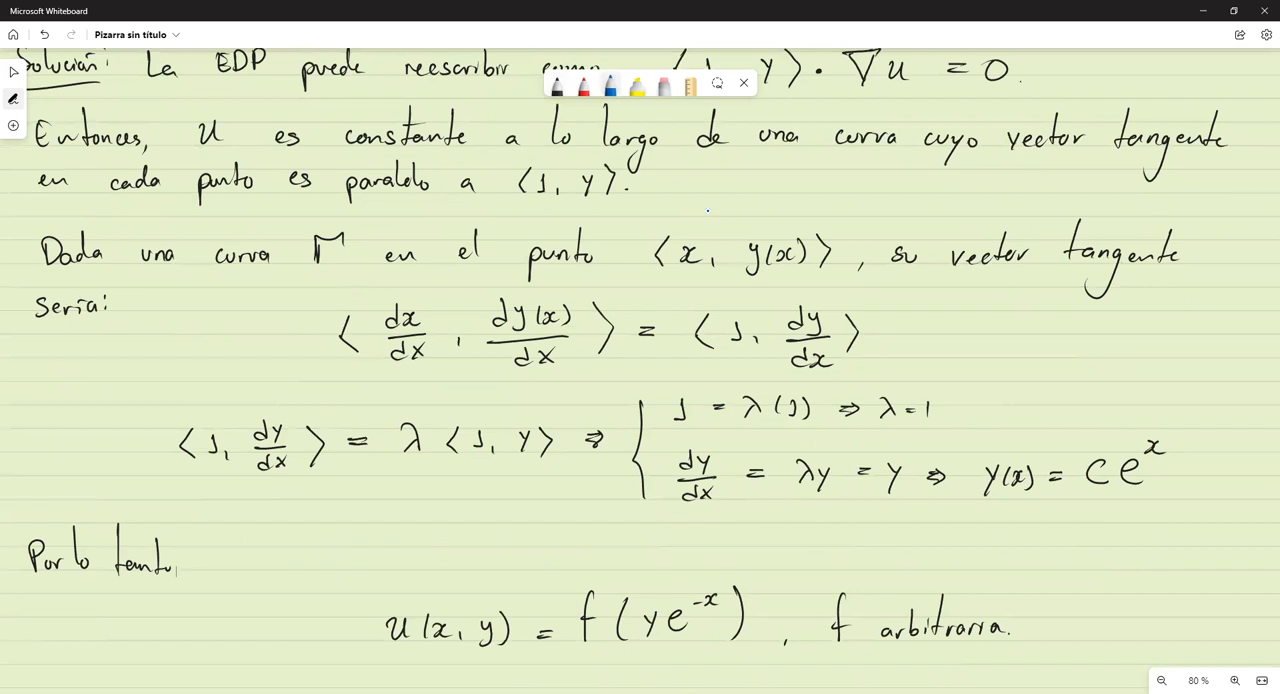 Microsoft Whiteboard
Pizarra sin título
Solución: La EDP puede reescribir como ⟨1, y⟩ · ∇u = 0.
Entonces, u es constante a lo largo de una curva cuyo vector tangente
en cada punto es paralelo a ⟨1, y⟩.
Dada una curva Γ en el punto ⟨x, y(x)⟩, su vector tangente
sería:
⟨dx/dx, dy(x)/dx⟩ = ⟨1, dy/dx⟩
⟨1, dy/dx⟩ = λ⟨1, y⟩ ⇒ { 1 = λ(1) ⇒ λ = 1
dy/dx = λy = y ⇒ y(x) = Ce^x
Por lo tanto,
u(x, y) = f(ye^{-x}), f arbitraria.
80 %